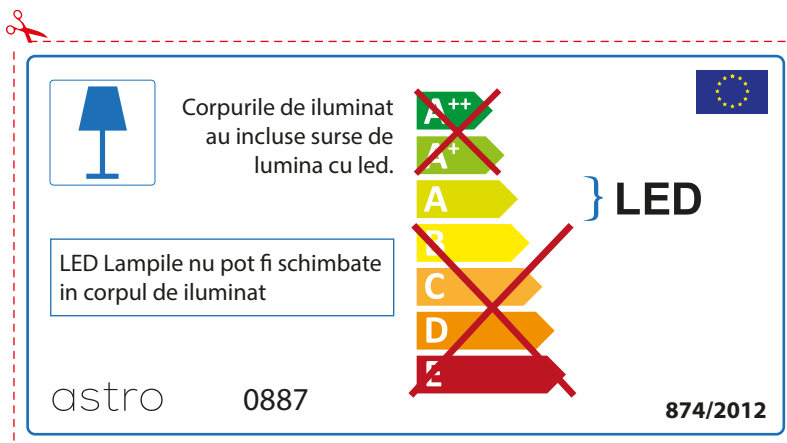 Corpurile de iluminat
au incluse surse de
lumina cu led.
A++
A+
A
B
C
D
E
LED
LED Lampile nu pot fi schimbate
in corpul de iluminat
astro
0887
874/2012